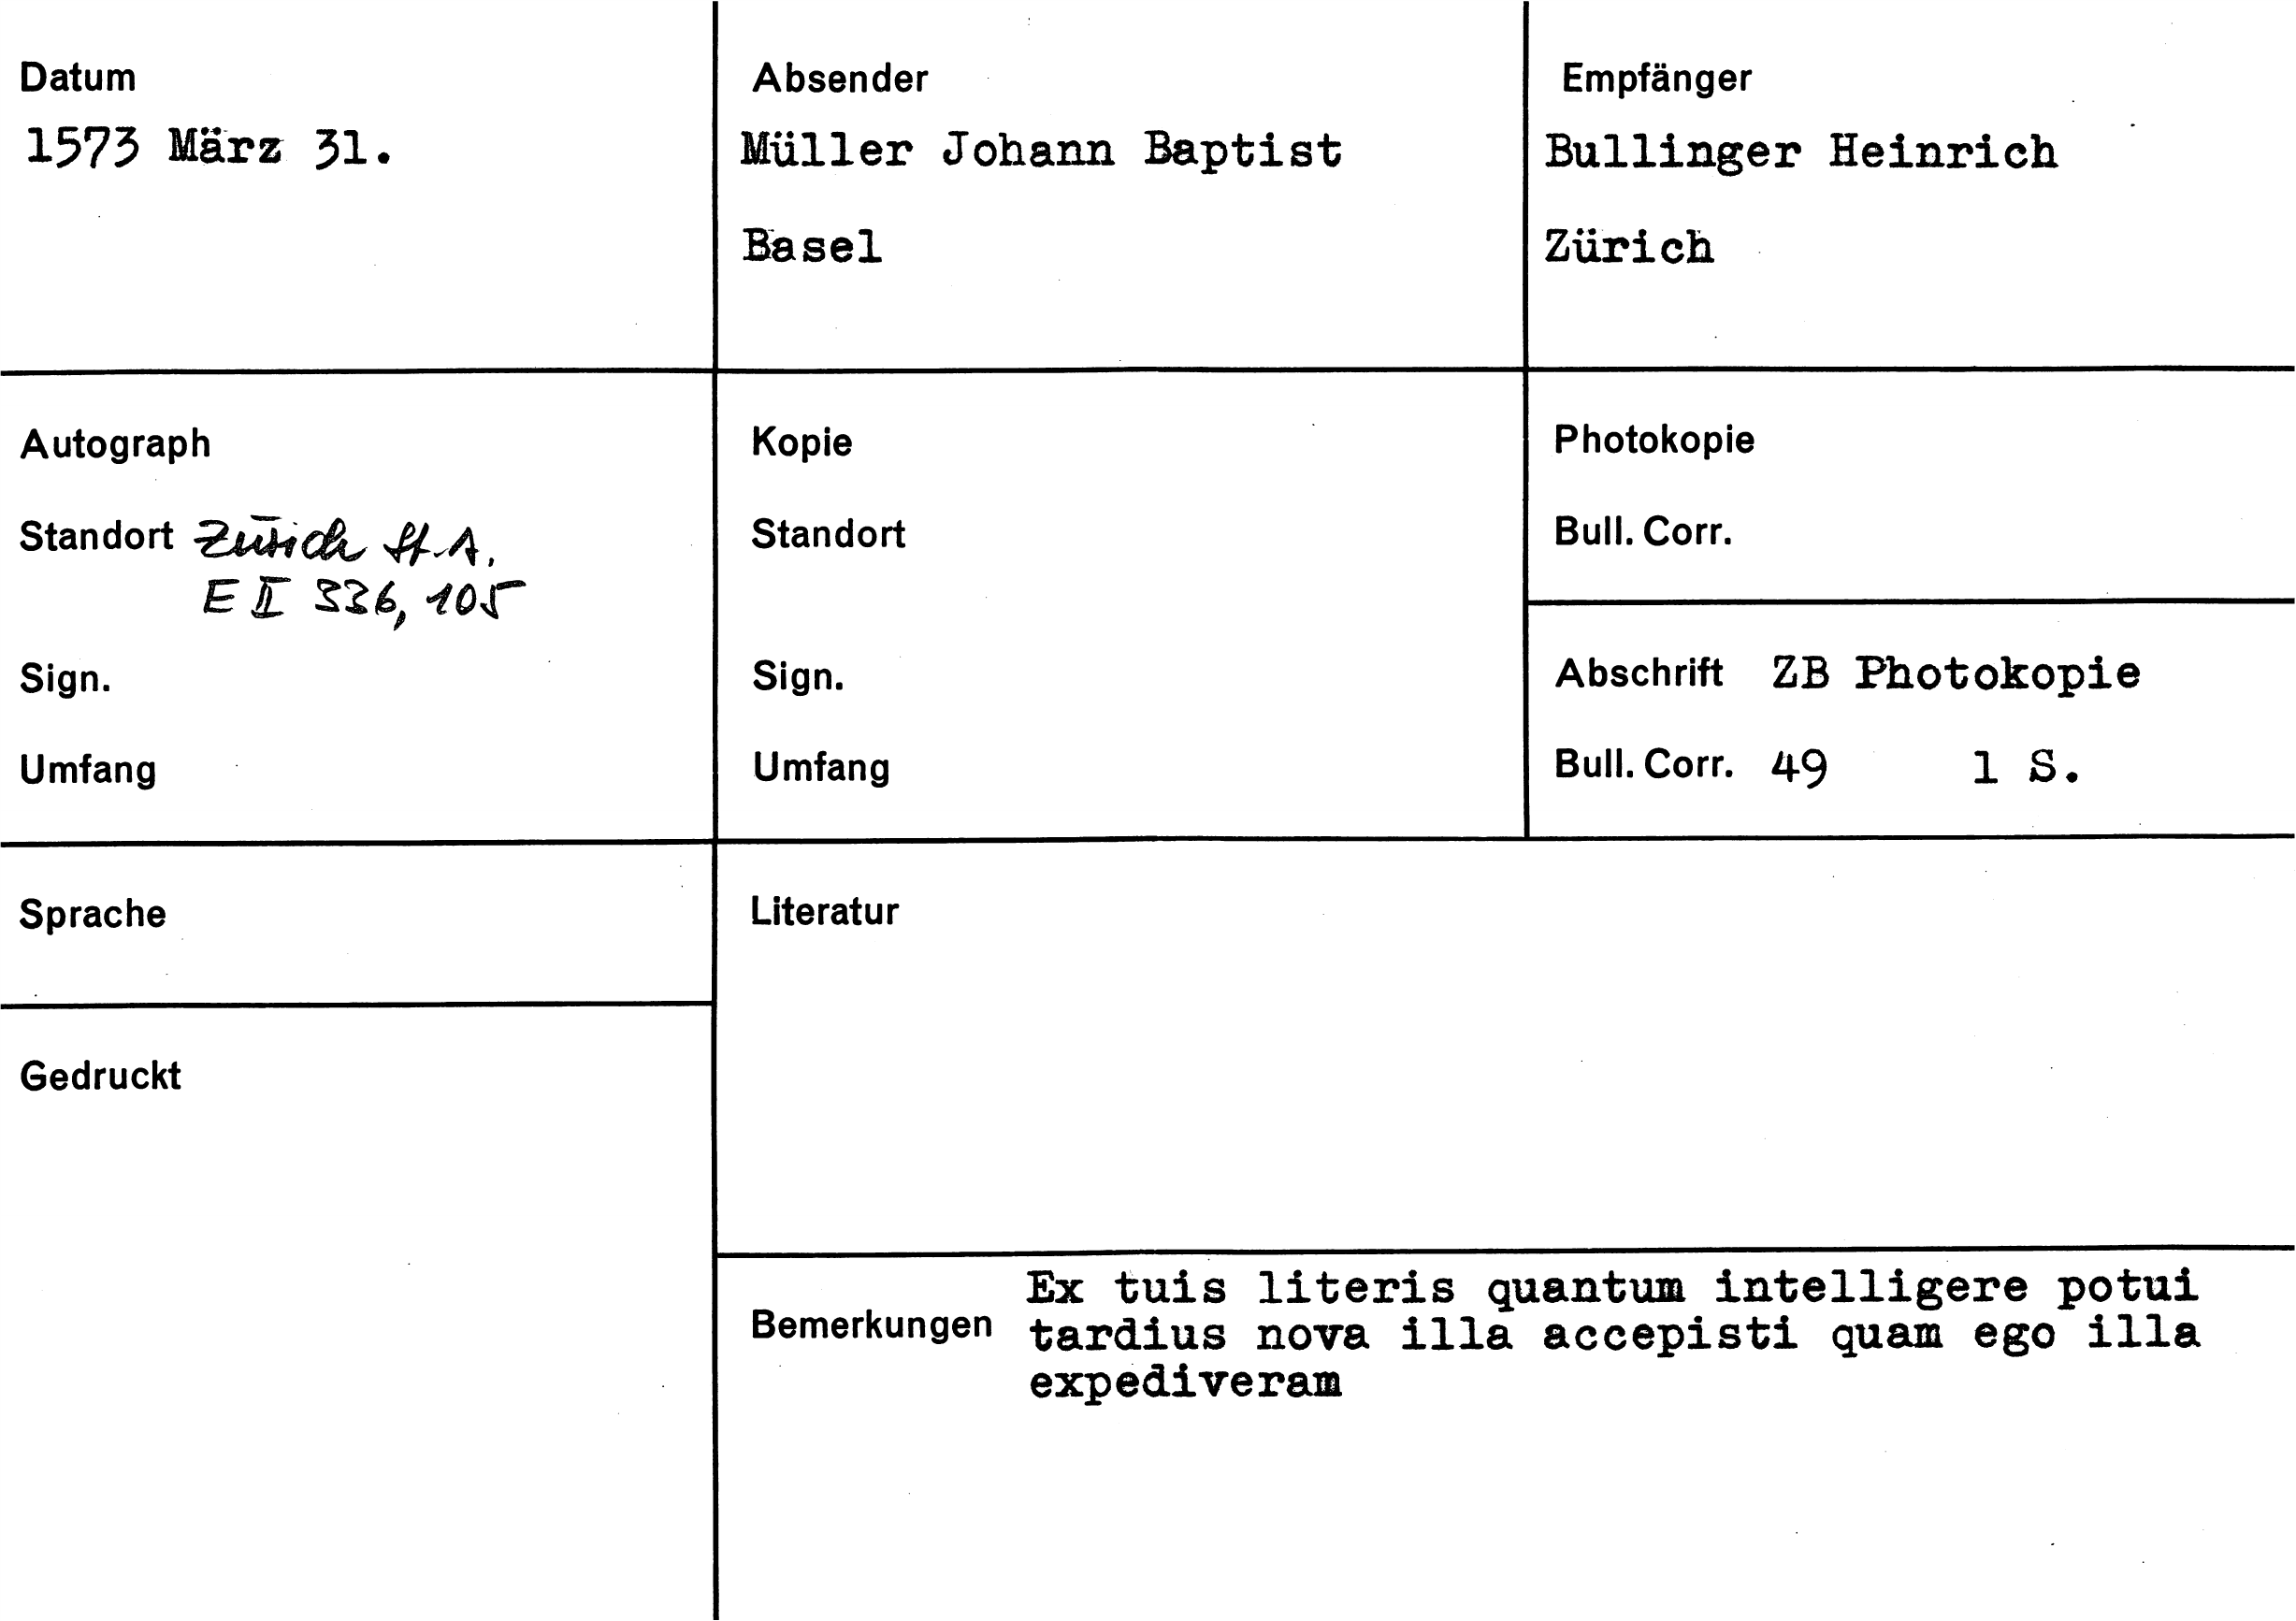 Datum
1573 März 31.
Absender
Müller Johann Baptist
Basel
Empfänger
Bullinger Heinrich
Zürich
Autograph
Standort Zürich St.A.
E II 336, 105
Sign.
Umfang
Kopie
Standort
Sign.
Umfang
Photokopie
Bull. Corr.
Abschrift ZB Photokopie
Bull. Corr. 49 1 S.
Sprache
Gedruckt
Literatur
Bemerkungen
Ex tuis literis quantum intelligere potui
tardius nova illa accepisti quam ego illa
expediveram